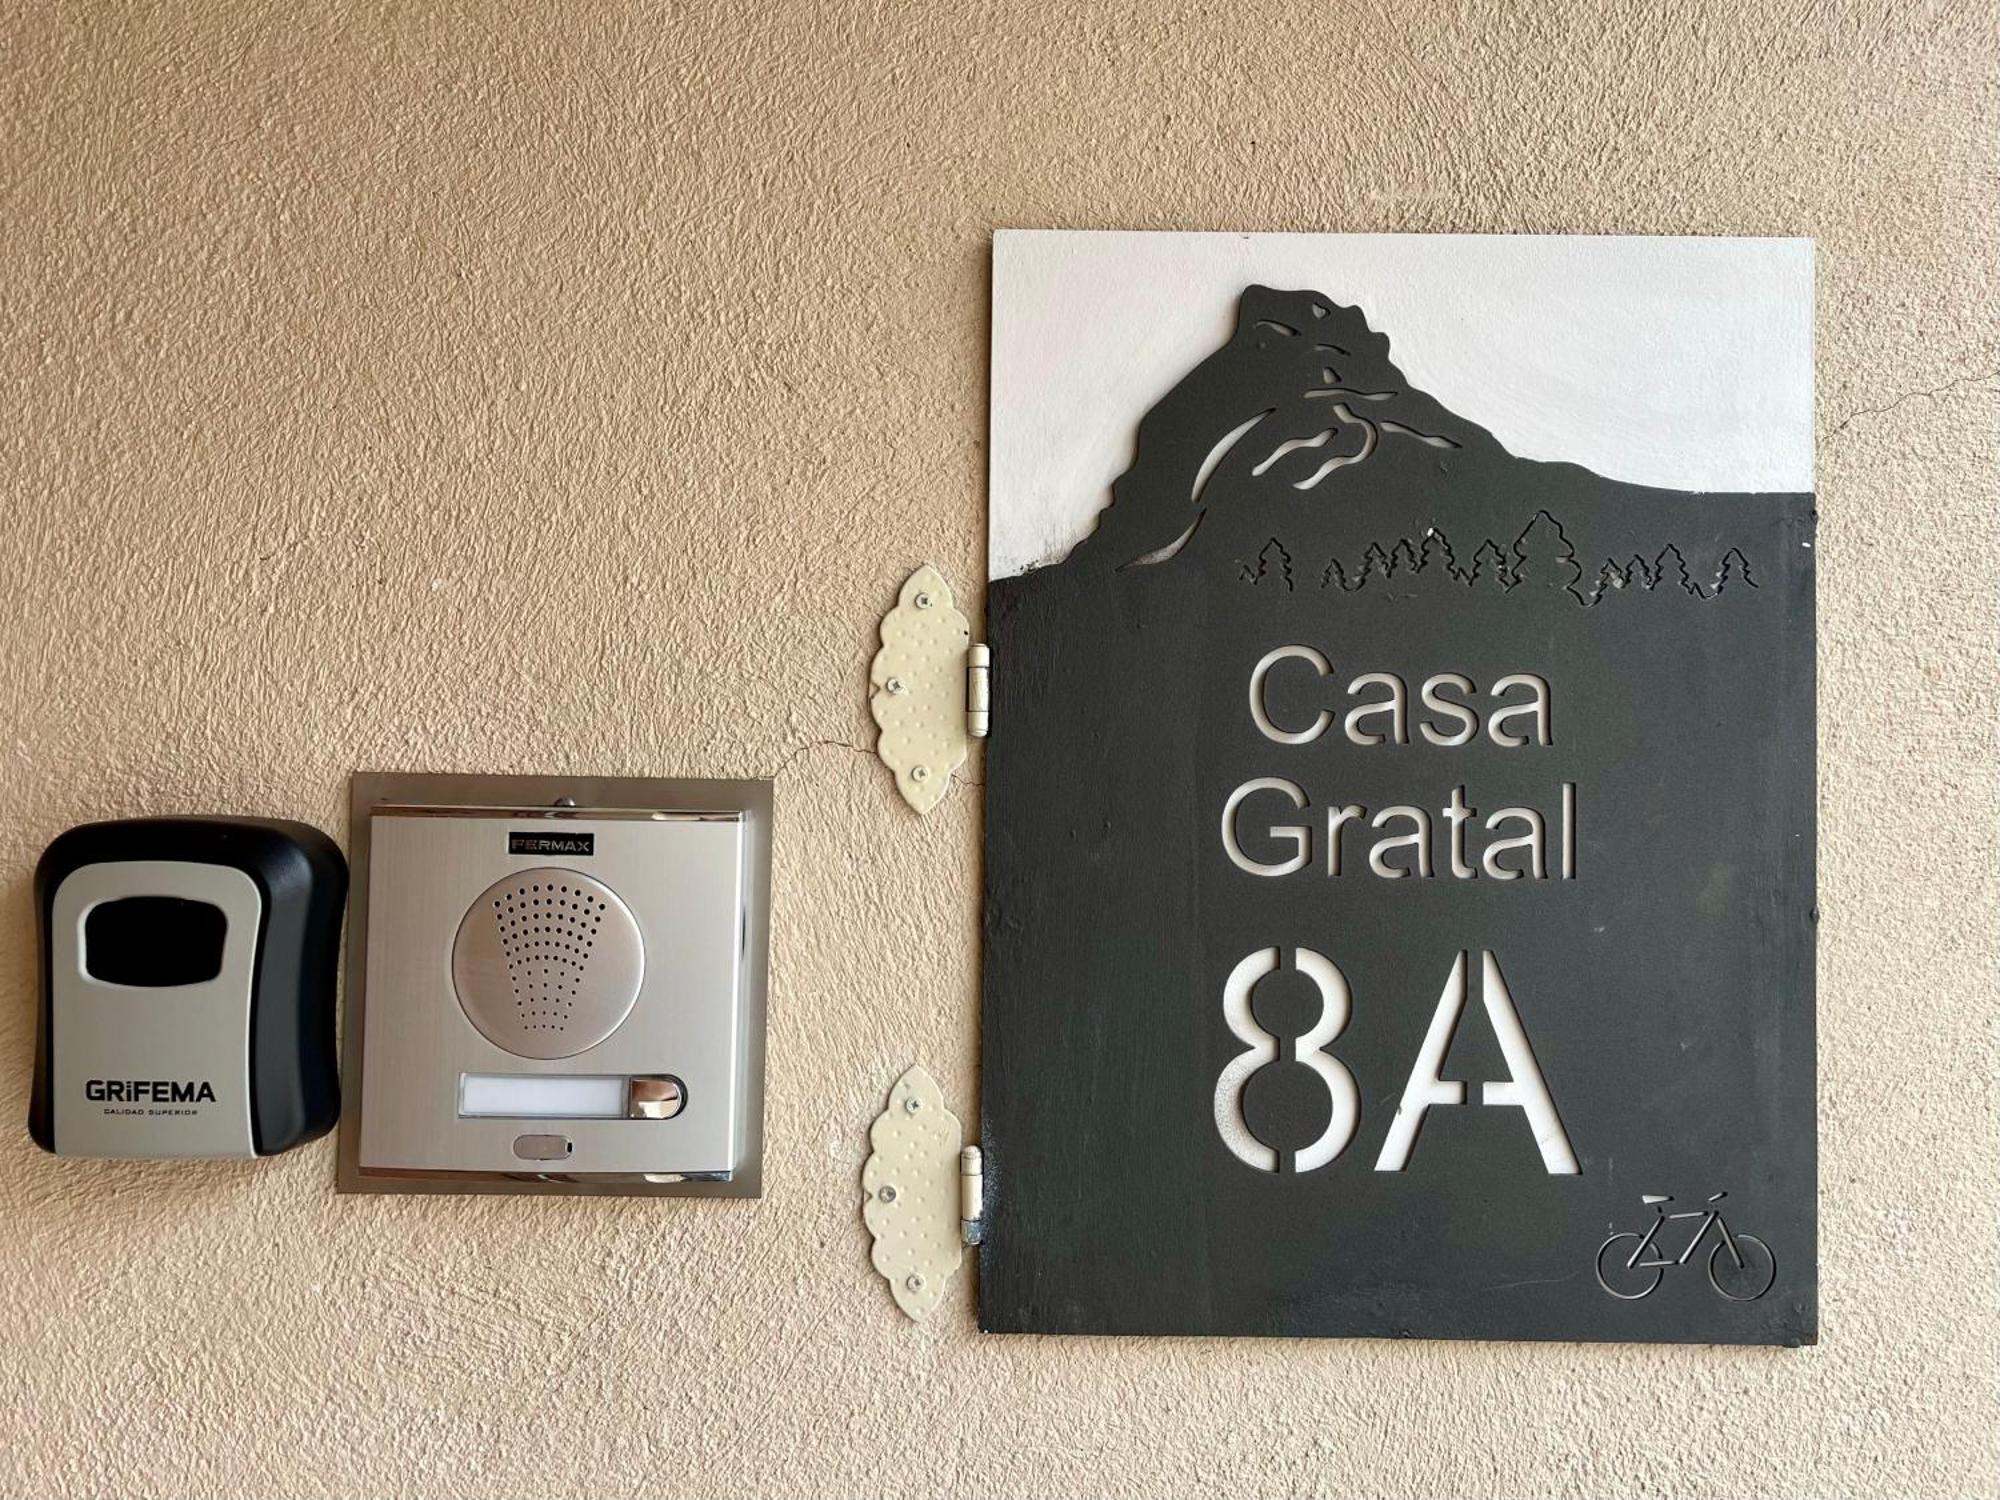 GRiFEMA
CALIDAD SUPERIOR
FERMAX
Casa
Gratal
8A